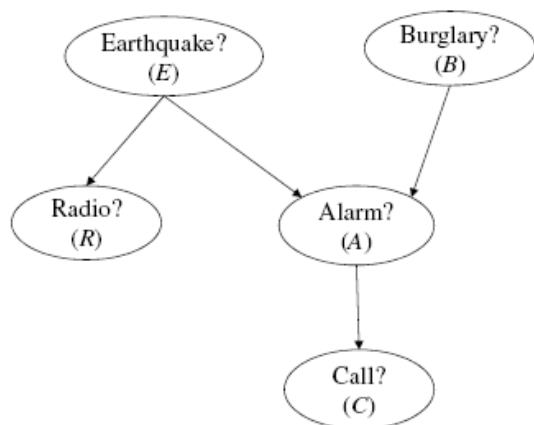 Earthquake?
(E)
Burglary?
(B)
Radio?
(R)
Alarm?
(A)
Call?
(C)